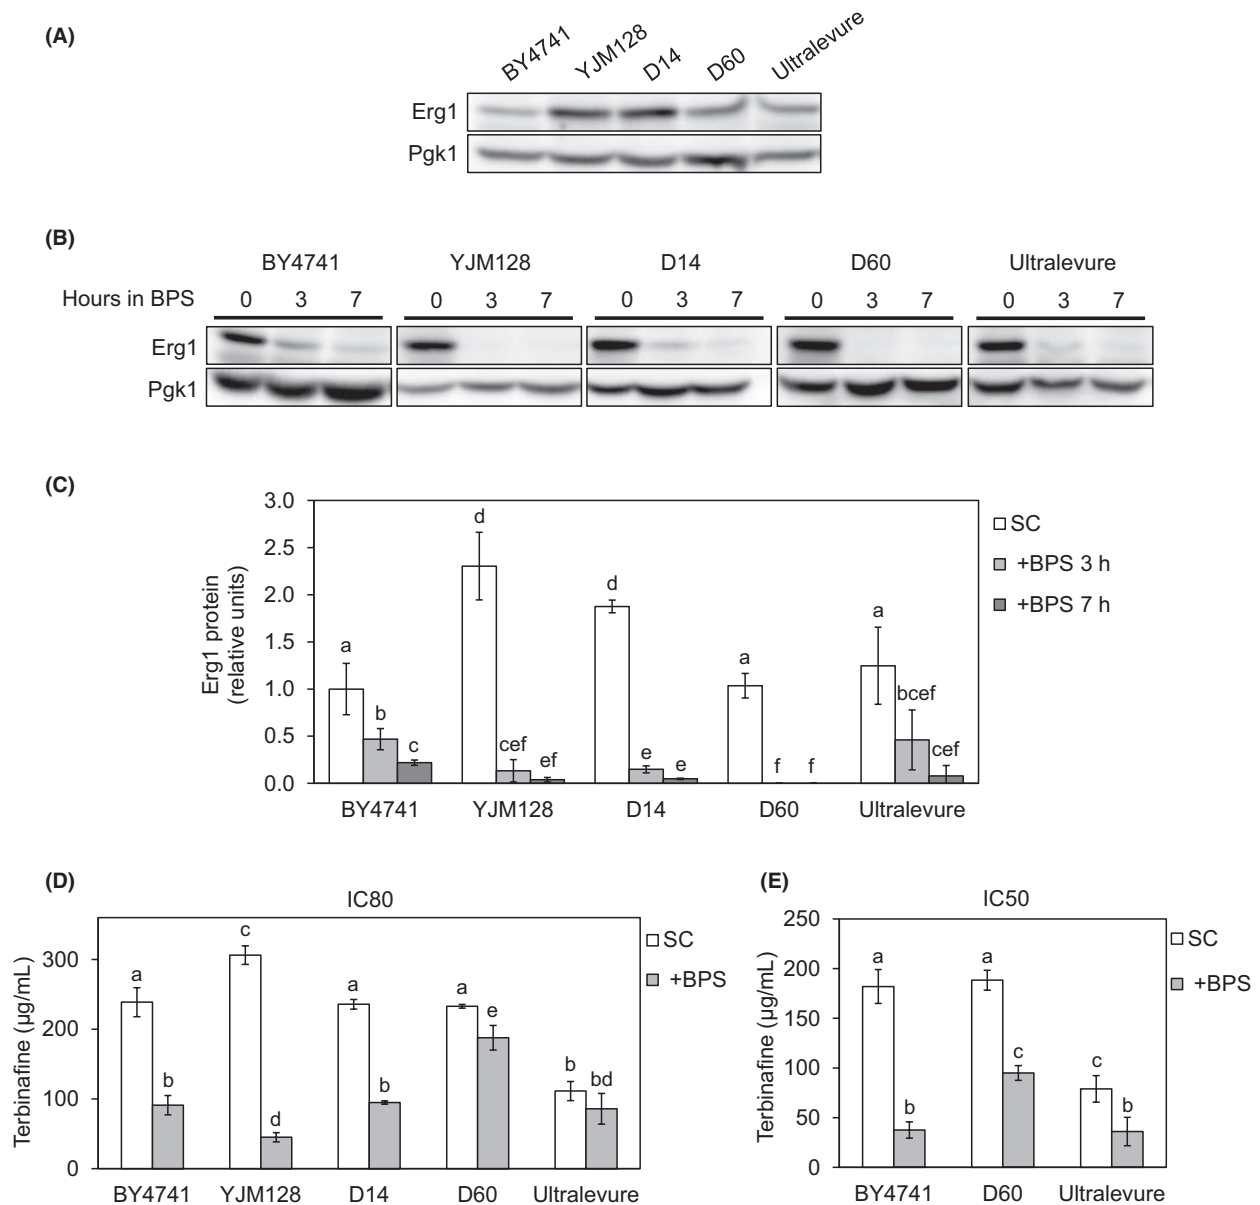 (A)
BY4741 YJM128 D14 D60 Ultralevure
Erg1
Pgk1
(B)
BY4741 YJM128 D14 D60 Ultralevure
Hours in BPS 0 3 7 0 3 7 0 3 7 0 3 7 0 3 7
Erg1
Pgk1
(C)
Erg1 protein
(relative units)
3.0
2.5
2.0
1.5
1.0
0.5
0.0
a b c d cef ef d e e a f f a bcef cef
SC
+BPS 3 h
+BPS 7 h
BY4741 YJM128 D14 D60 Ultralevure
(D)
IC80
Terbinafine (µg/mL)
300
200
100
0
a b c d a b a e b bd
SC
+BPS
BY4741 YJM128 D14 D60 Ultralevure
(E)
IC50
Terbinafine (µg/mL)
250
200
150
100
50
0
a b a c c b
SC
+BPS
BY4741 D60 Ultralevure